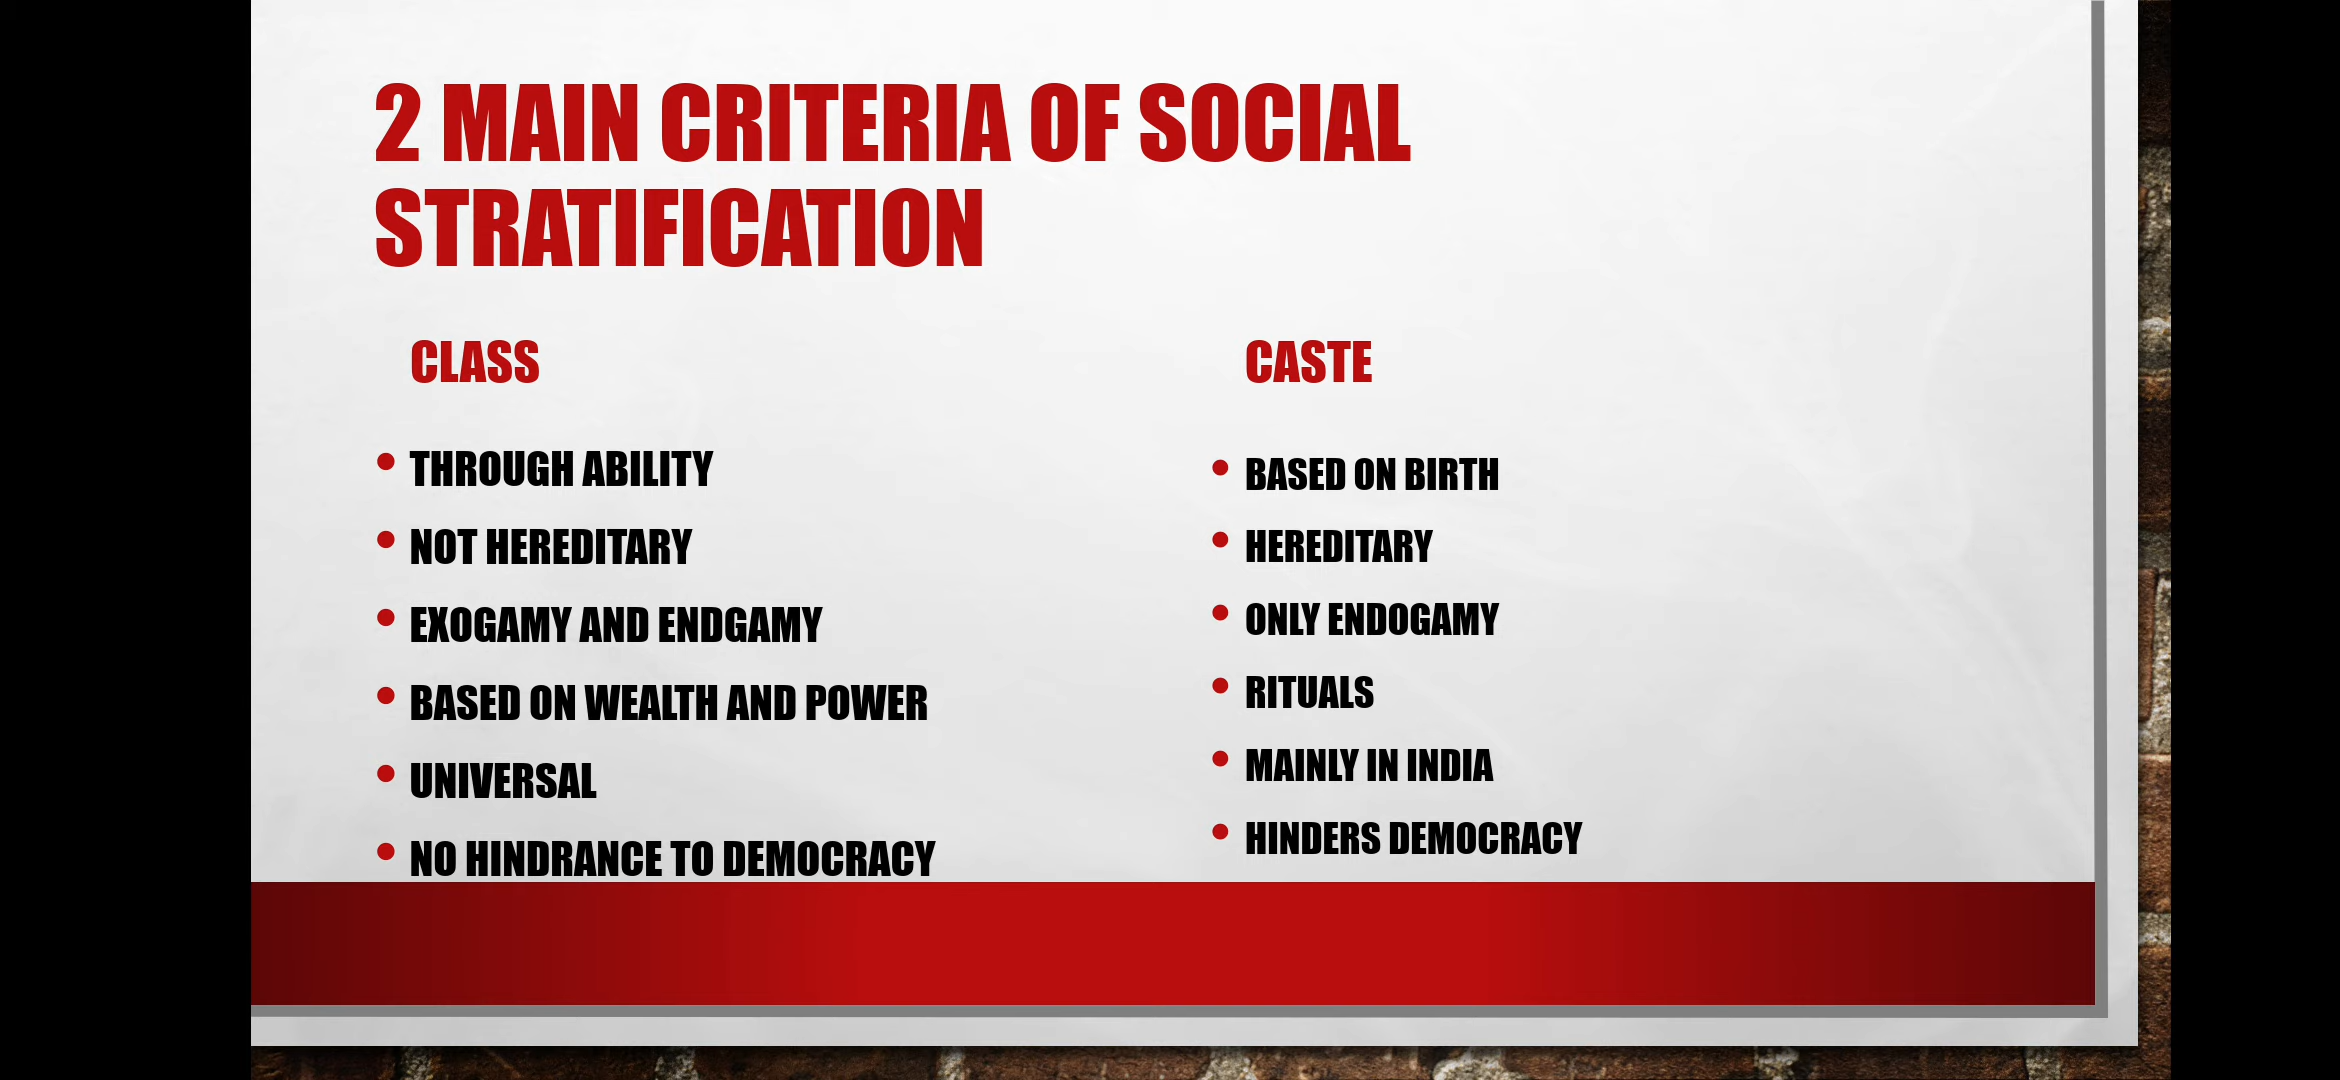 2 MAIN CRITERIA OF SOCIAL
STRATIFICATION
CLASS
• THROUGH ABILITY
• NOT HEREDITARY
• EXOGAMY AND ENDGAMY
• BASED ON WEALTH AND POWER
• UNIVERSAL
• NO HINDRANCE TO DEMOCRACY
CASTE
• BASED ON BIRTH
• HEREDITARY
• ONLY ENDOGAMY
• RITUALS
• MAINLY IN INDIA
• HINDERS DEMOCRACY